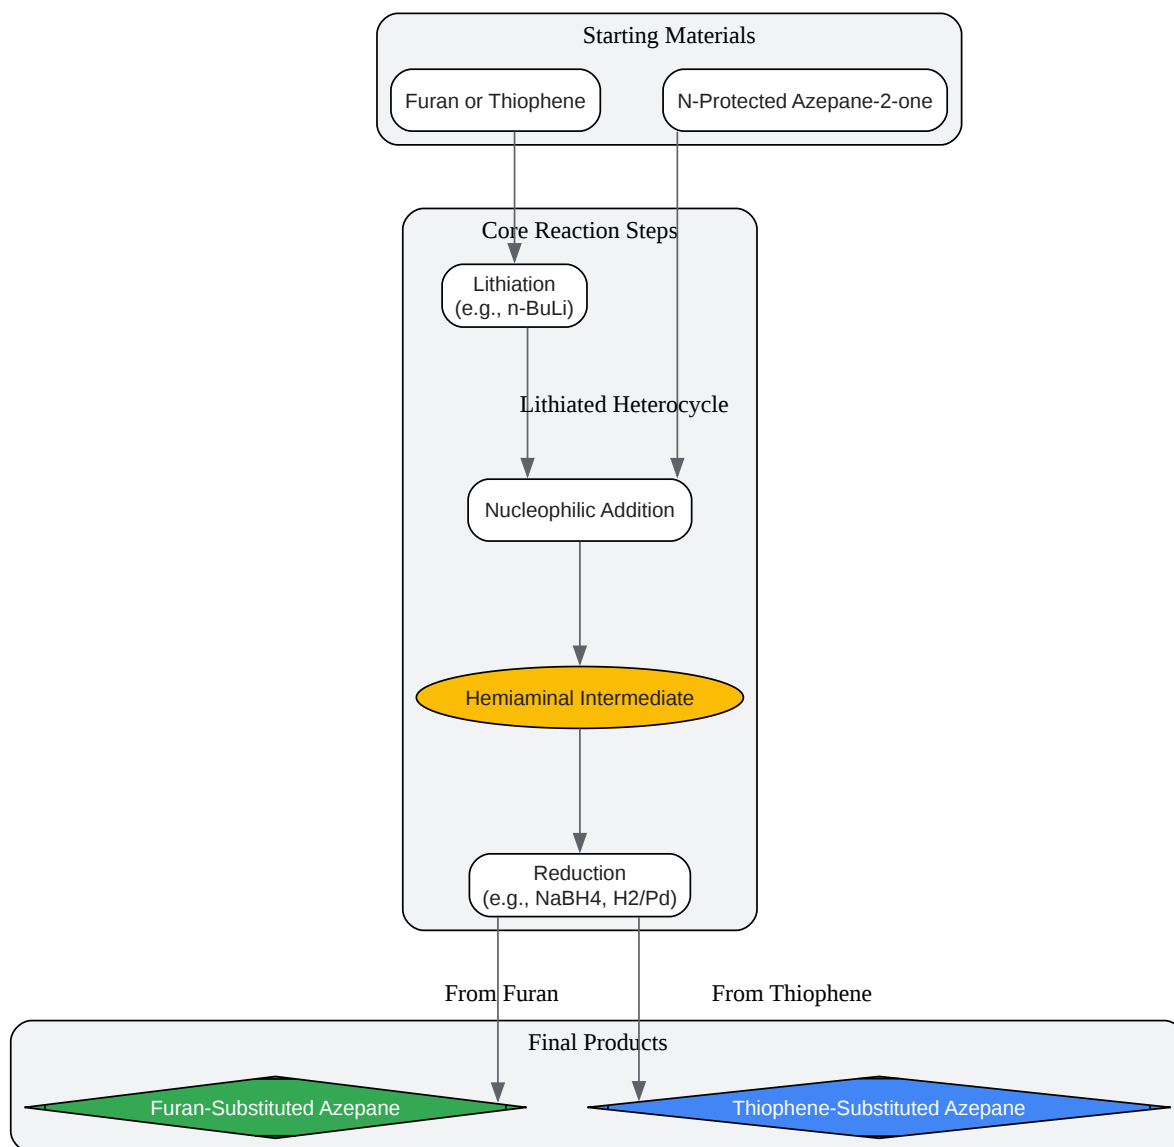 Starting Materials
Furan or Thiophene
N-Protected Azepane-2-one
Core Reaction Steps
Lithiation
(e.g., n-BuLi)
Lithiated Heterocycle
Nucleophilic Addition
Hemiaminal Intermediate
Reduction
(e.g., NaBH4, H2/Pd)
From Furan
From Thiophene
Final Products
Furan-Substituted Azepane
Thiophene-Substituted Azepane